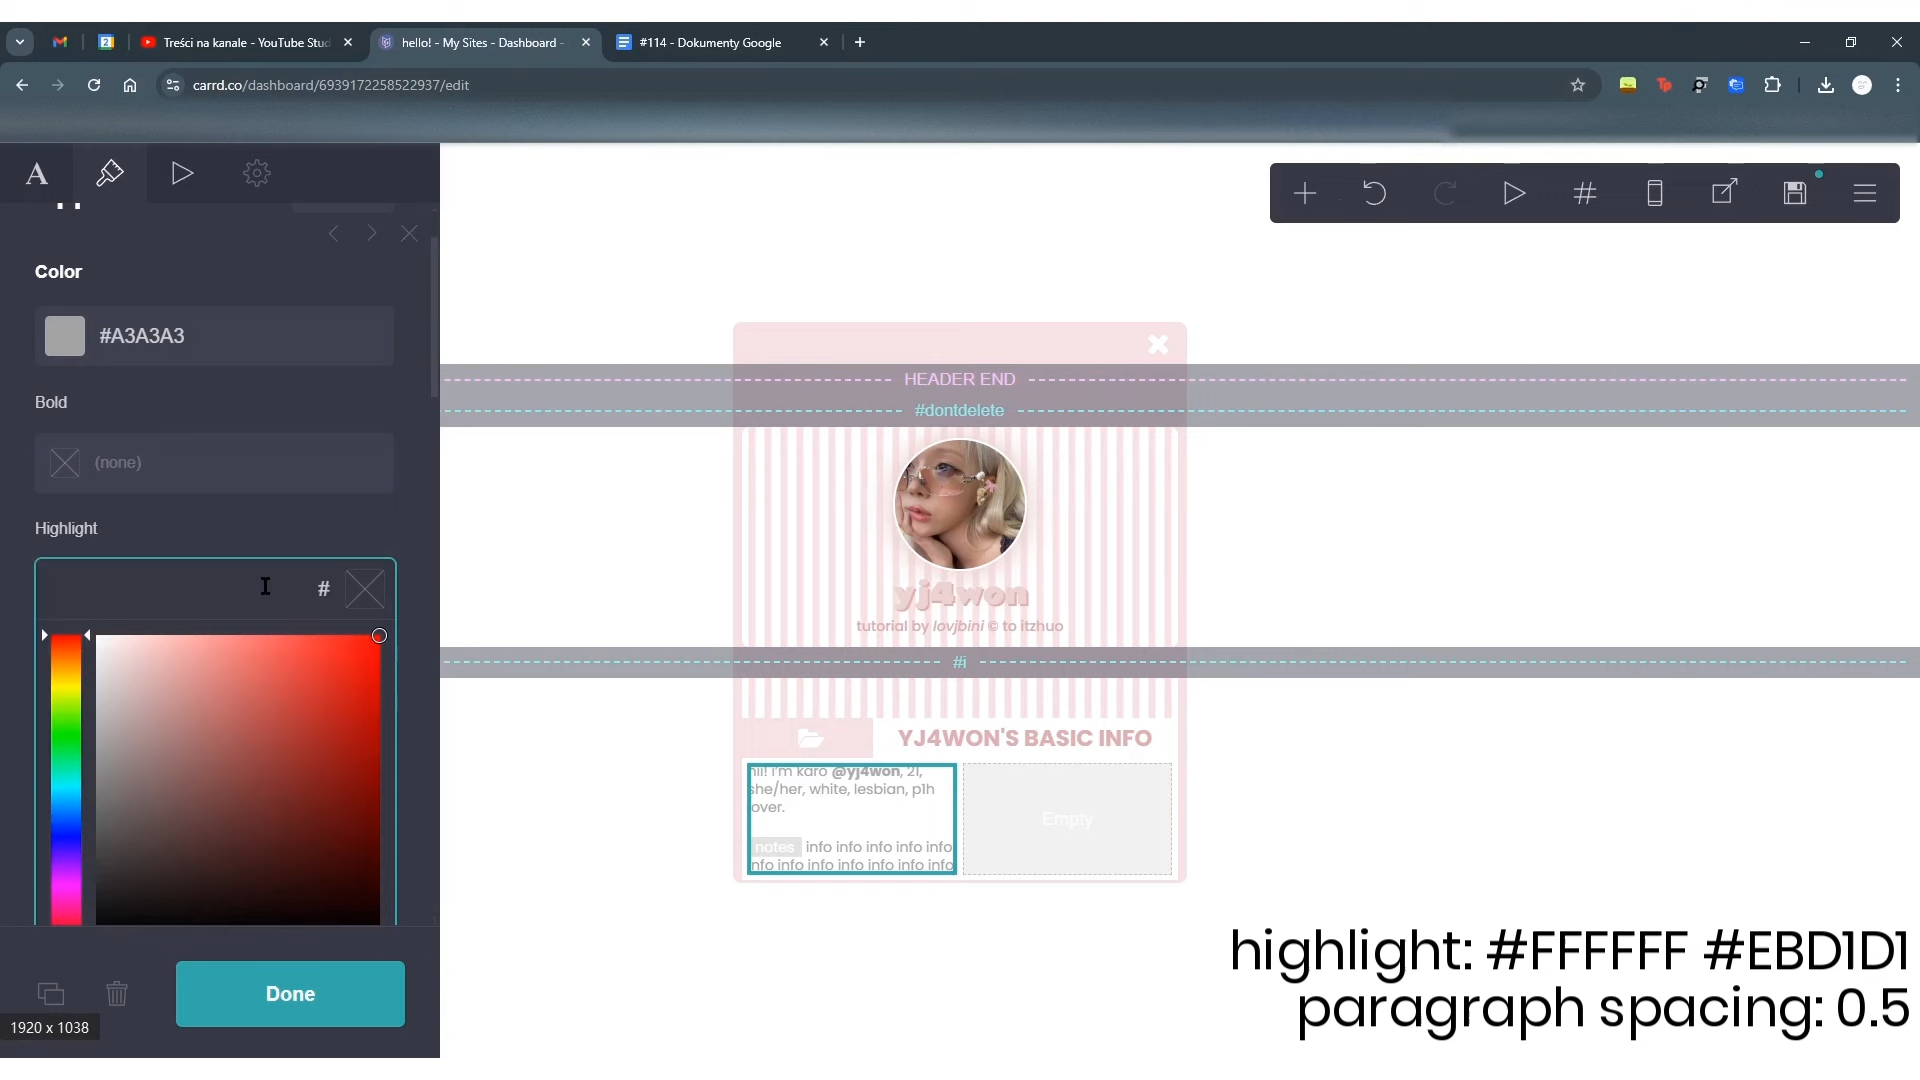 Treści na kanale - YouTube Stud
hello! - My Sites - Dashboard -
#114 - Dokumenty Google
carrd.co/dashboard/6939172258522937/edit
Color
#A3A3A3
Bold
(none)
Highlight
#
Done
1920 x 1038
HEADER END
#dontdelete
yj4won
tutorial by lovjbini © to itzhuo
#i
YJ4WON'S BASIC INFO
hii! i'm karo @yj4won, 21,
she/her, white, lesbian, p1h
lover.
notes info info info info info
info info info info info info info
Empty
highlight: #FFFFFF #EBD1D1
paragraph spacing: 0.5